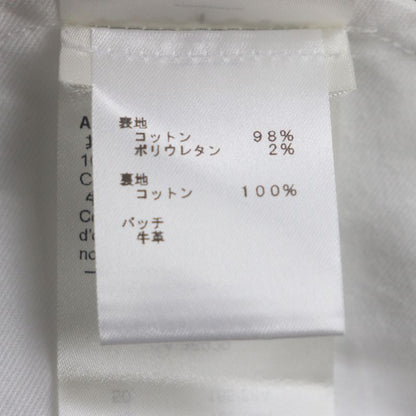 表地
コットン 98%
ポリウレタン 2%
裏地
コットン 100%
パッチ
牛革